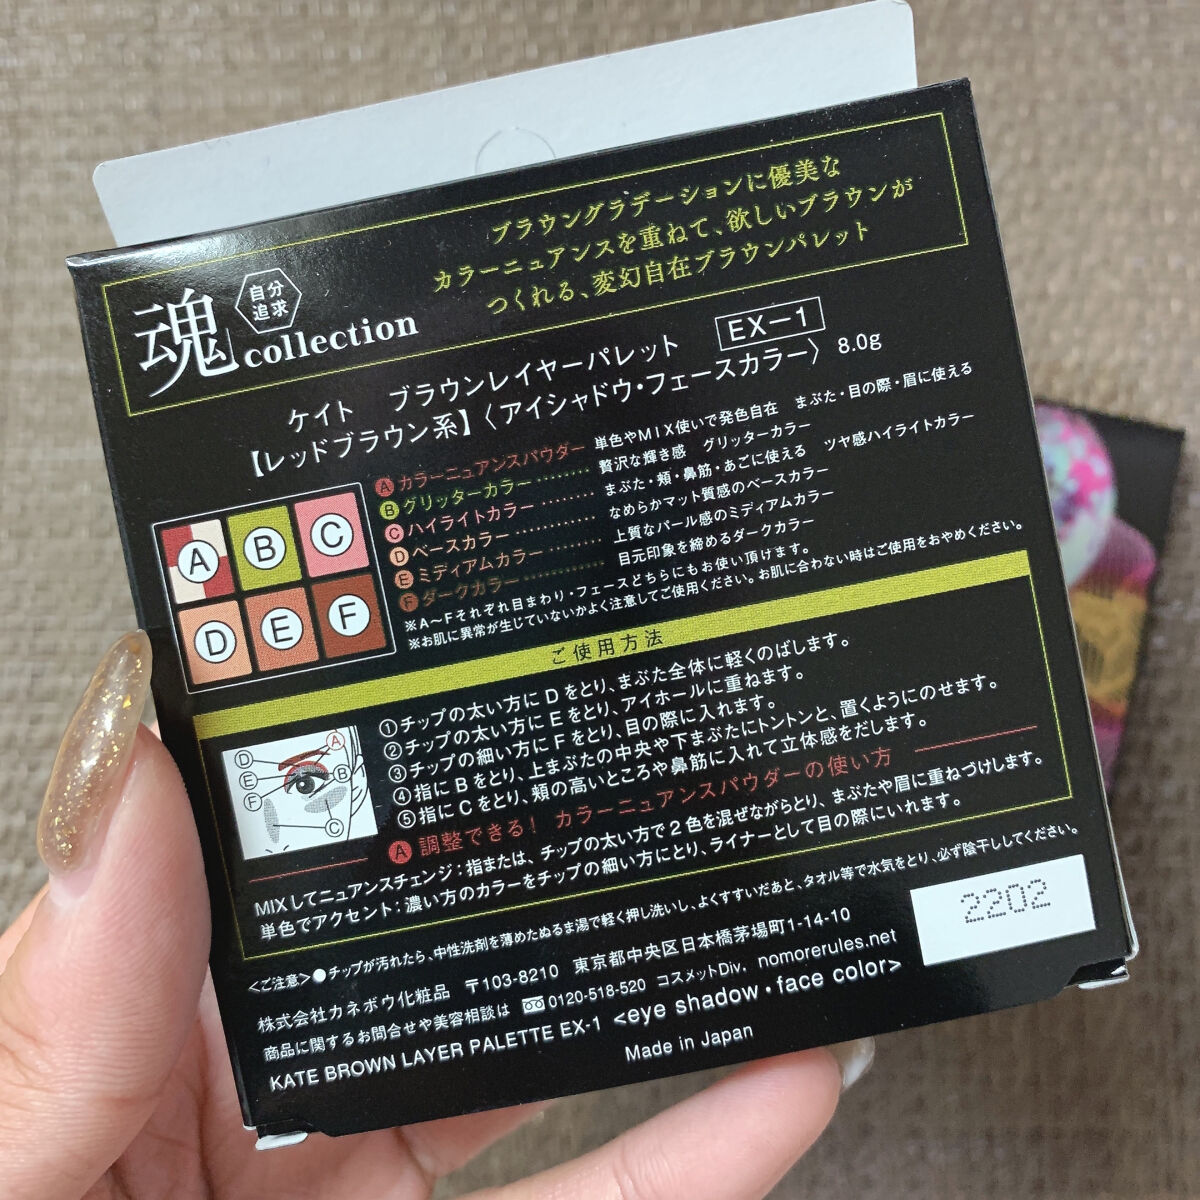 ブラウングラデーションに優美な
カラーニュアンスを重ねて、欲しいブラウンが
つくれる、変幻自在ブラウンパレット
魂
自分
追求
collection
ケイト ブラウンレイヤーパレット EX-1
【レッドブラウン系】〈アイシャドウ・フェースカラー〉 8.0g
A カラーニュアンスパウダー 単色やMIX使いで発色自在 まぶた・目の際・眉に使える
B グリッターカラー ········ 贅沢な輝き感 グリッターカラー
C ハイライトカラー ········ まぶた・頬・鼻筋・あごに使える ツヤ感ハイライトカラー
D ベースカラー ············ なめらかマット質感のベースカラー
E ミディアムカラー ········ 上質なパール感のミディアムカラー
F ダークカラー ············ 目元印象を締めるダークカラー
※A～Fそれぞれ目まわり・フェースどちらにもお使い頂けます。
※お肌に異常が生じていないかよく注意してご使用ください。お肌に合わない時はご使用をおやめください。
A B C
D E F
ご使用方法
①チップの太い方にDをとり、まぶた全体に軽くのばします。
②チップの太い方にEをとり、アイホールに重ねます。
③チップの細い方にFをとり、目の際に入れます。
④指にBをとり、上まぶたの中央や下まぶたにトントンと、置くようにのせます。
⑤指にCをとり、頬の高いところや鼻筋に入れて立体感をだします。
D
E
F
A
B
C
A 調整できる! カラーニュアンスパウダーの使い方
MIXしてニュアンスチェンジ:指または、チップの太い方で2色を混ぜながらとり、まぶたや眉に重ねづけします。
単色でアクセント:濃い方のカラーをチップの細い方にとり、ライナーとして目の際にいれます。
<ご注意>●チップが汚れたら、中性洗剤を薄めたぬるま湯で軽く押し洗いし、よくすすいだあと、タオル等で水気をとり、必ず陰干ししてください。
株式会社カネボウ化粧品 〒103-8210 東京都中央区日本橋茅場町1-14-10
商品に関するお問合せや美容相談は 0120-518-520 コスメットDiv. nomorerules.net
KATE BROWN LAYER PALETTE EX-1 <eye shadow・face color>
Made in Japan
2202